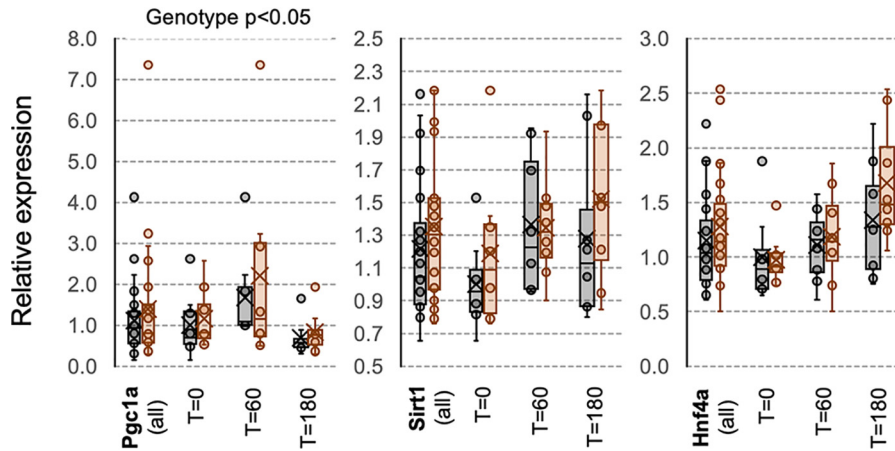 Genotype p<0.05
Relative expression
8.0
7.0
6.0
5.0
4.0
3.0
2.0
1.0
0.0
Pgc1a
(all)
T=0
T=60
T=180
2.5
2.3
2.1
1.9
1.7
1.5
1.3
1.1
0.9
0.7
0.5
Sirt1
(all)
T=0
T=60
T=180
3.0
2.5
2.0
1.5
1.0
0.5
0.0
Hnf4a
(all)
T=0
T=60
T=180